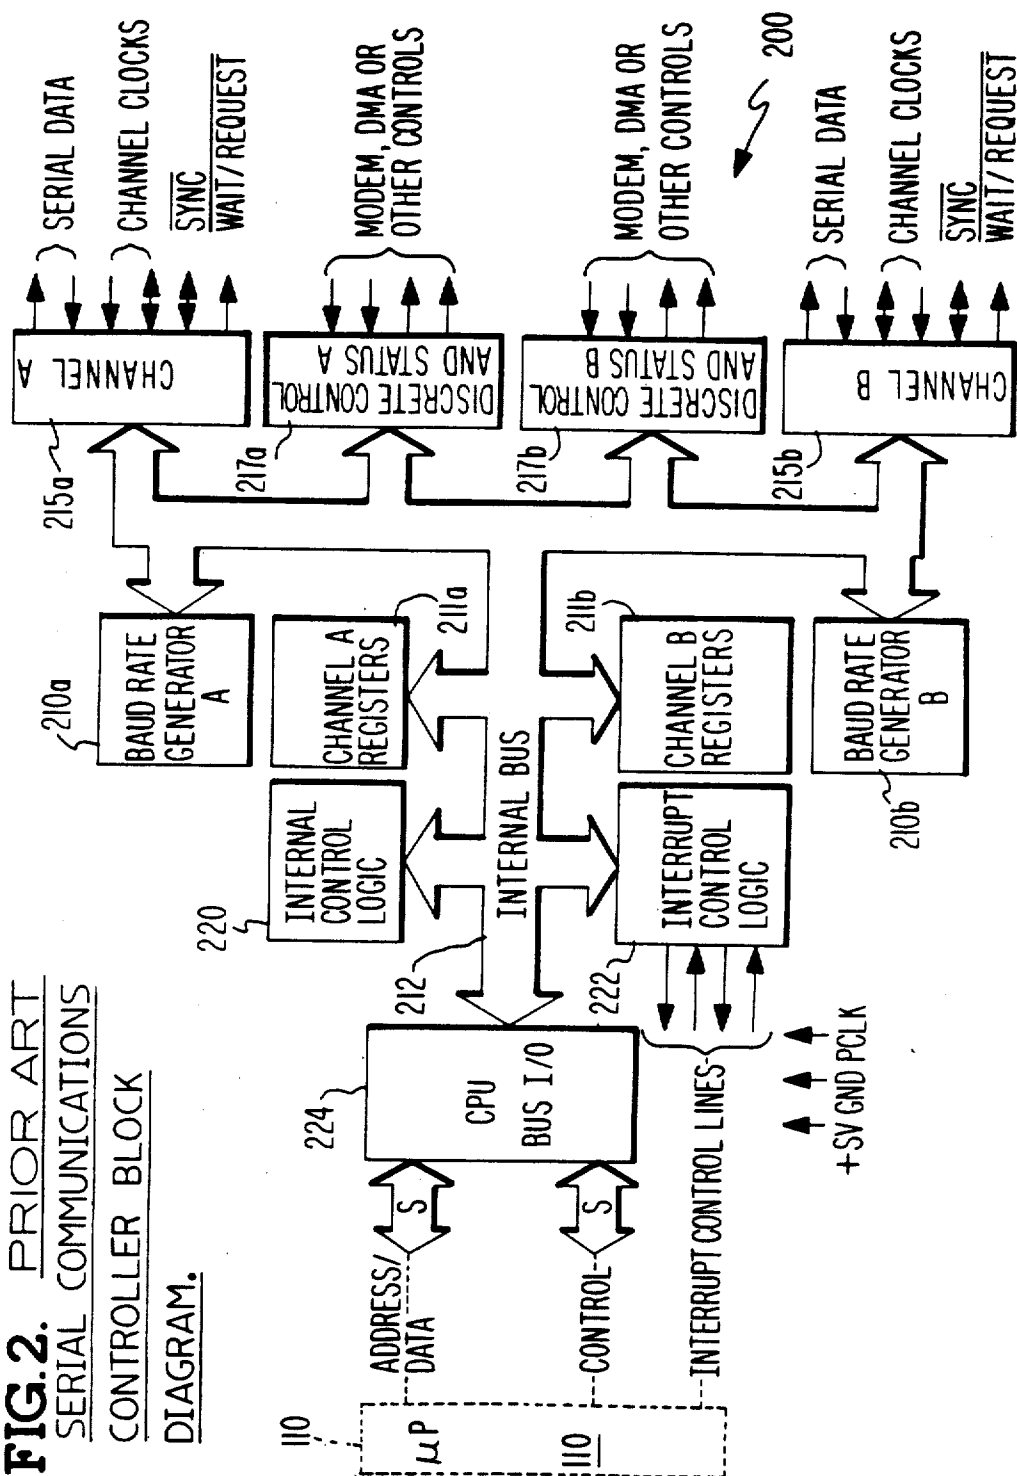 FIG.2. PRIOR ART
SERIAL COMMUNICATIONS
CONTROLLER BLOCK
DIAGRAM.
110
µP
110
ADDRESS/
DATA
CONTROL
INTERRUPT CONTROL LINES
S
S
224
CPU
BUS I/O
+5V GND PCLK
212
INTERNAL BUS
220
INTERNAL
CONTROL
LOGIC
222
INTERRUPT
CONTROL
LOGIC
210a
BAUD RATE
GENERATOR
A
CHANNEL A
REGISTERS
211a
211b
CHANNEL B
REGISTERS
BAUD RATE
GENERATOR
B
210b
215a
CHANNEL A
217a
DISCRETE CONTROL
AND STATUS A
217b
DISCRETE CONTROL
AND STATUS B
215b
CHANNEL B
SERIAL DATA
CHANNEL CLOCKS
SYNC
WAIT/REQUEST
MODEM, DMA OR
OTHER CONTROLS
MODEM, DMA OR
OTHER CONTROLS
200
SERIAL DATA
CHANNEL CLOCKS
SYNC
WAIT/REQUEST